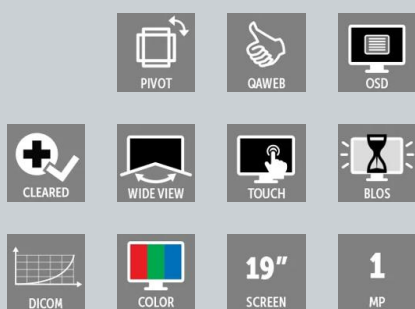 PIVOT
QAWEB
OSD
CLEARED
WIDE VIEW
TOUCH
BLOS
DICOM
COLOR
19"
SCREEN
1
MP